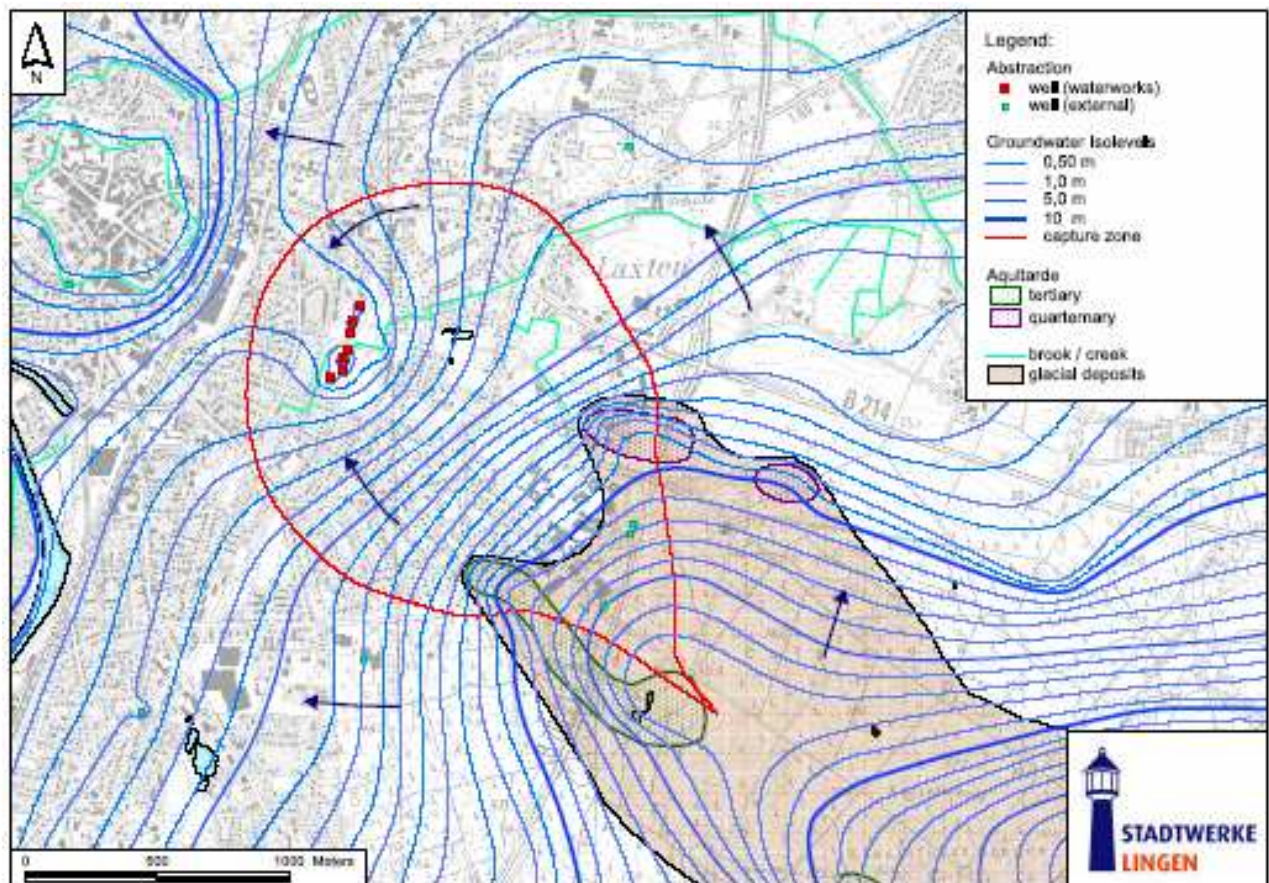 N
Laxten
B 214
Legend:
Abstraction
well (waterworks)
well (external)
Groundwater Isolevels
0,50 m
1,0 m
5,0 m
10 m
capture zone
Aquitarde
tertiary
quarternary
brook / creek
glacial deposits
0 500 1000 Meters
STADTWERKE
LINGEN